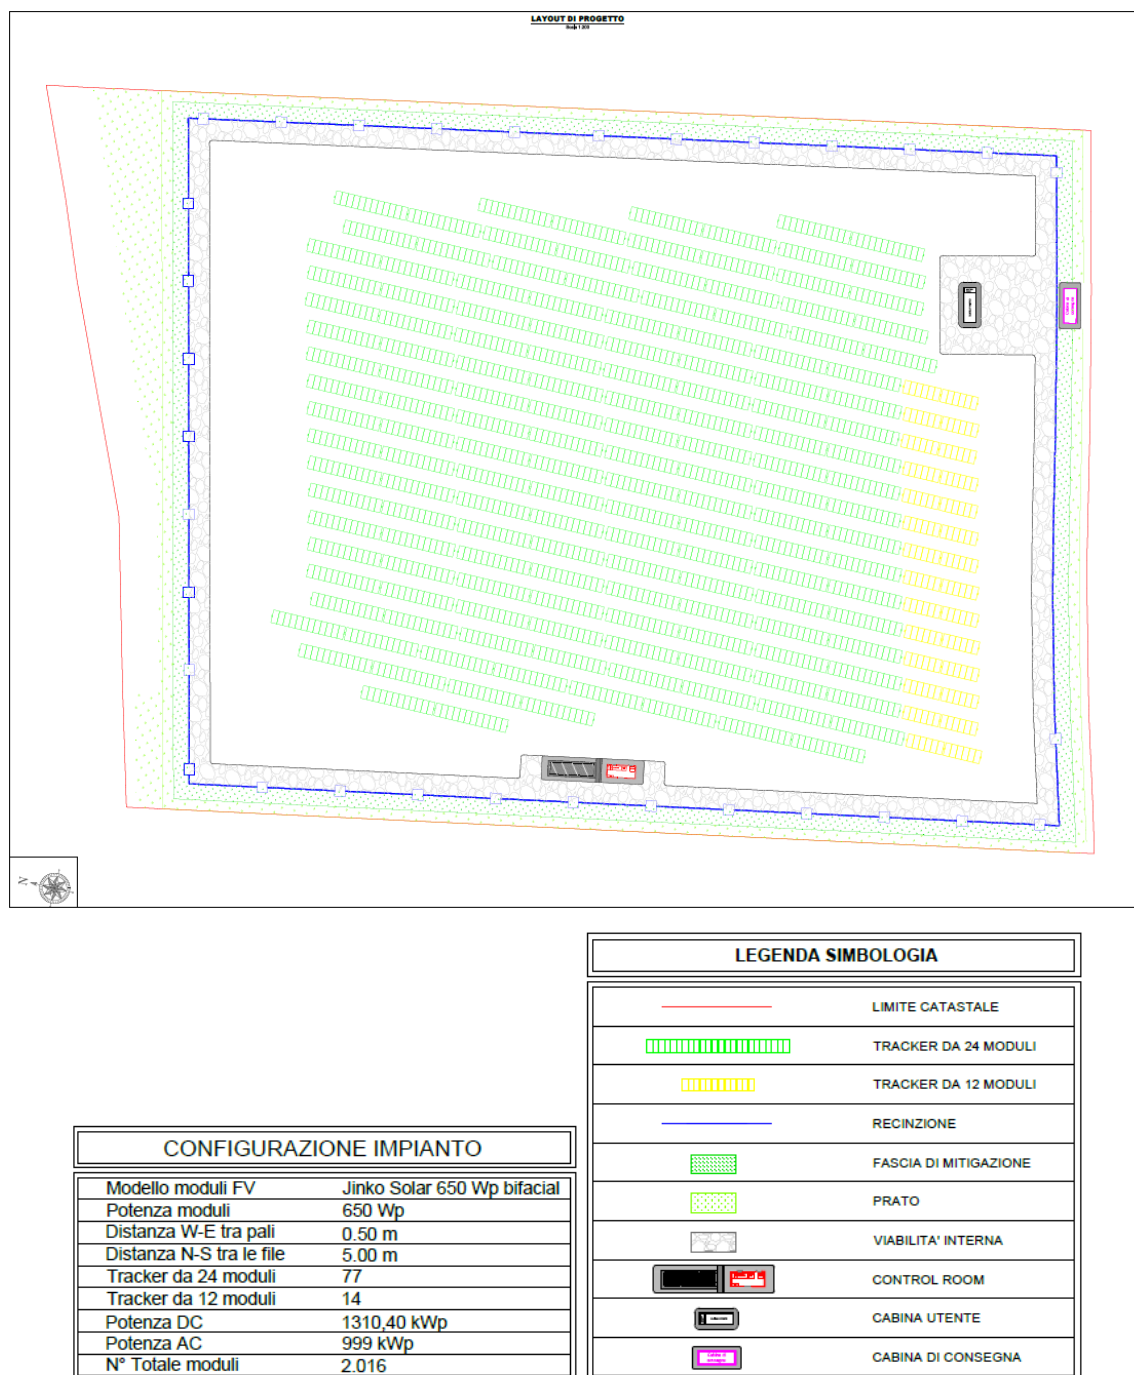 LAYOUT DI PROGETTO
N
LEGENDA SIMBOLOGIA
LIMITE CATASTALE
TRACKER DA 24 MODULI
TRACKER DA 12 MODULI
RECINZIONE
FASCIA DI MITIGAZIONE
PRATO
VIABILITA' INTERNA
CONTROL ROOM
CABINA UTENTE
CABINA DI CONSEGNA
CONFIGURAZIONE IMPIANTO
Modello moduli FV Jinko Solar 650 Wp bifacial
Potenza moduli 650 Wp
Distanza W-E tra pali 0.50 m
Distanza N-S tra le file 5.00 m
Tracker da 24 moduli 77
Tracker da 12 moduli 14
Potenza DC 1310,40 kWp
Potenza AC 999 kWp
N° Totale moduli 2.016